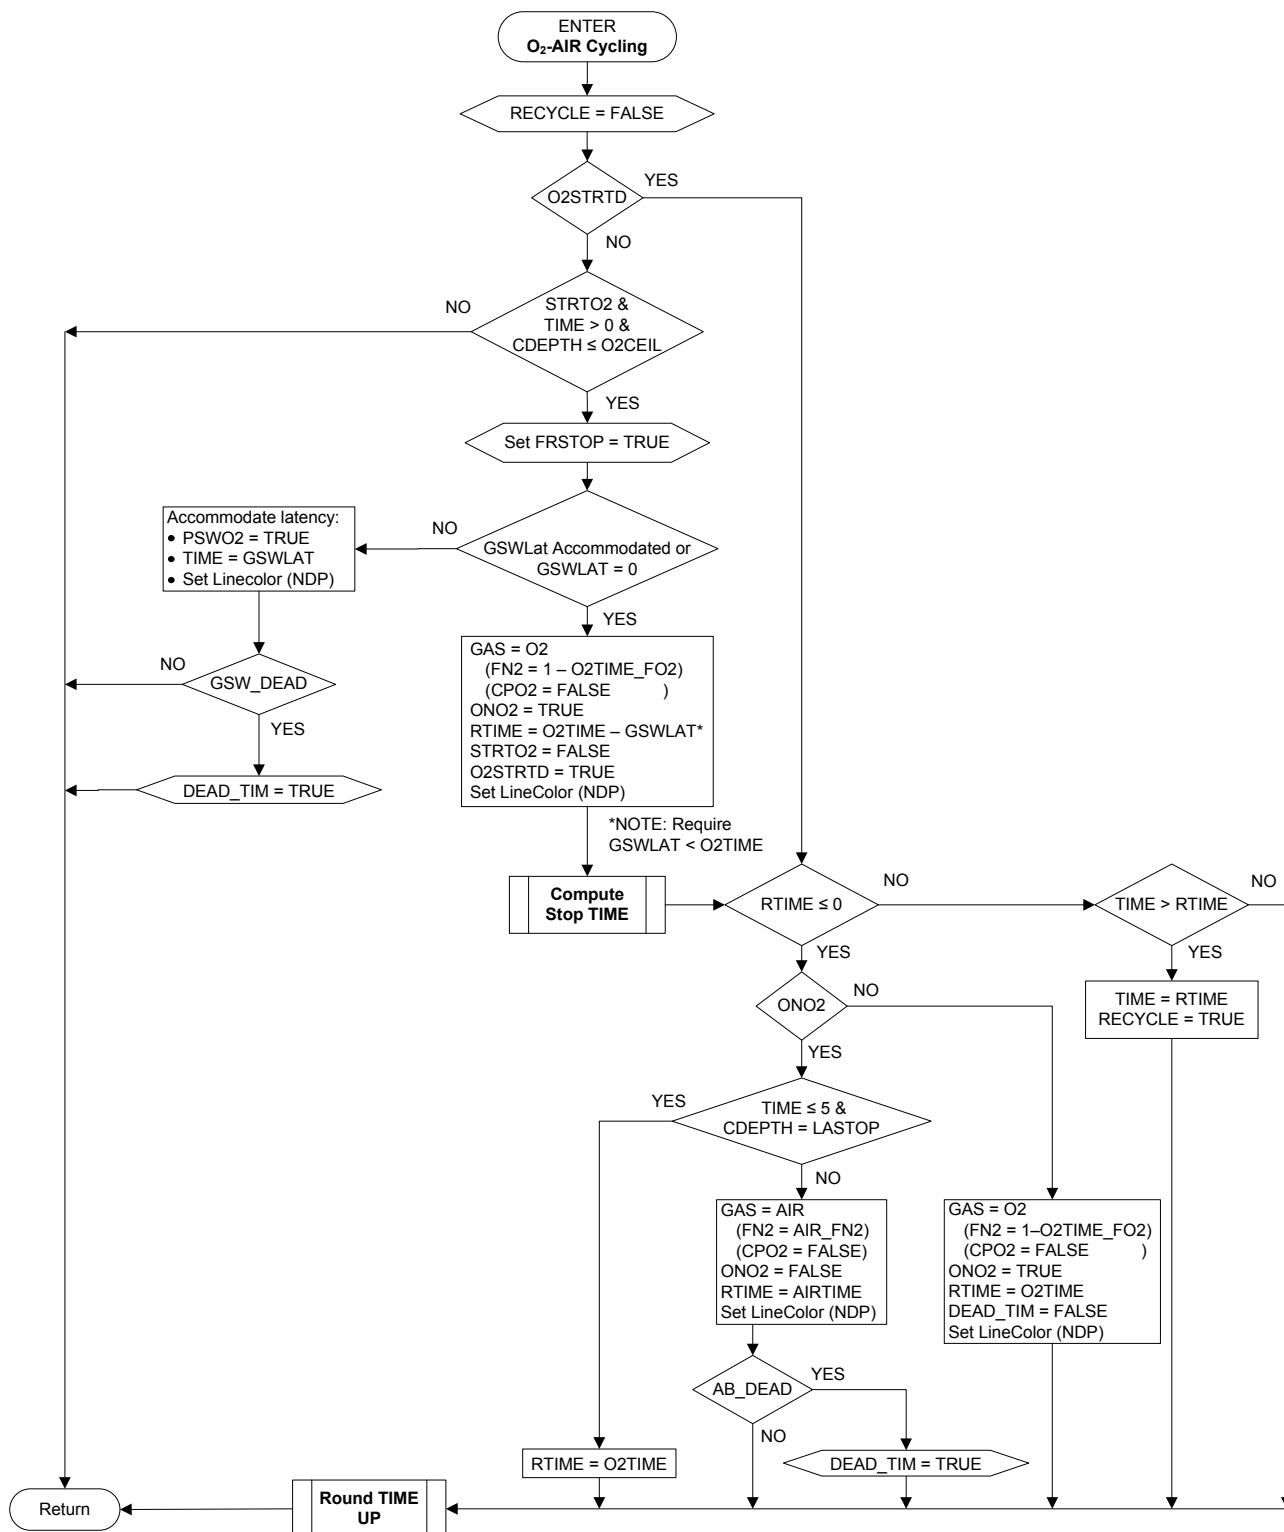 ENTER
O₂-AIR Cycling
RECYCLE = FALSE
O2STRTD
YES
NO
STRTO2 &
TIME > 0 &
CDEPTH ≤ O2CEIL
NO
YES
Set FRSTOP = TRUE
GSWLat Accommodated or
GSWLAT = 0
NO
YES
Accommodate latency:
● PSWO2 = TRUE
● TIME = GSWLAT
● Set Linecolor (NDP)
GSW_DEAD
NO
YES
DEAD_TIM = TRUE
GAS = O2
(FN2 = 1 – O2TIME_FO2)
(CPO2 = FALSE )
ONO2 = TRUE
RTIME = O2TIME – GSWLAT*
STRTO2 = FALSE
O2STRTD = TRUE
Set LineColor (NDP)
*NOTE: Require
GSWLAT < O2TIME
Compute
Stop TIME
RTIME ≤ 0
NO
YES
TIME > RTIME
NO
YES
TIME = RTIME
RECYCLE = TRUE
ONO2
NO
YES
TIME ≤ 5 &
CDEPTH = LASTOP
YES
NO
GAS = AIR
(FN2 = AIR_FN2)
(CPO2 = FALSE)
ONO2 = FALSE
RTIME = AIRTIME
Set LineColor (NDP)
GAS = O2
(FN2 = 1–O2TIME_FO2)
(CPO2 = FALSE )
ONO2 = TRUE
RTIME = O2TIME
DEAD_TIM = FALSE
Set LineColor (NDP)
AB_DEAD
YES
NO
RTIME = O2TIME
DEAD_TIM = TRUE
Round TIME
UP
Return